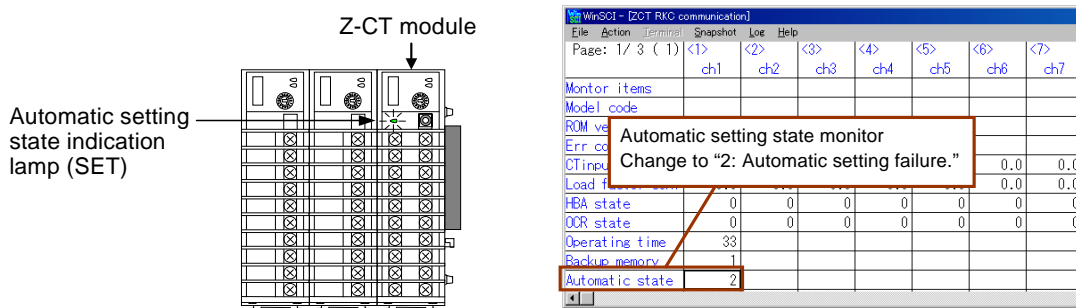 Z-CT module
Automatic setting
state indication
lamp (SET)
WinSCI - [ZCT RKC communication]
File Action Terminal Snapshot Log Help
Page: 1/ 3 ( 1) <1> <2> <3> <4> <5> <6> <7>
ch1 ch2 ch3 ch4 ch5 ch6 ch7
Montor items
Model code
ROM
Err
Automatic setting state monitor
Change to “2: Automatic setting failure.”
0.0 0.0
Load 0.0 0.0
HBA state 0 0 0 0 0 0 0
OCR state 0 0 0 0 0 0 0
Operating time 33
Backup memory 1
Automatic state 2